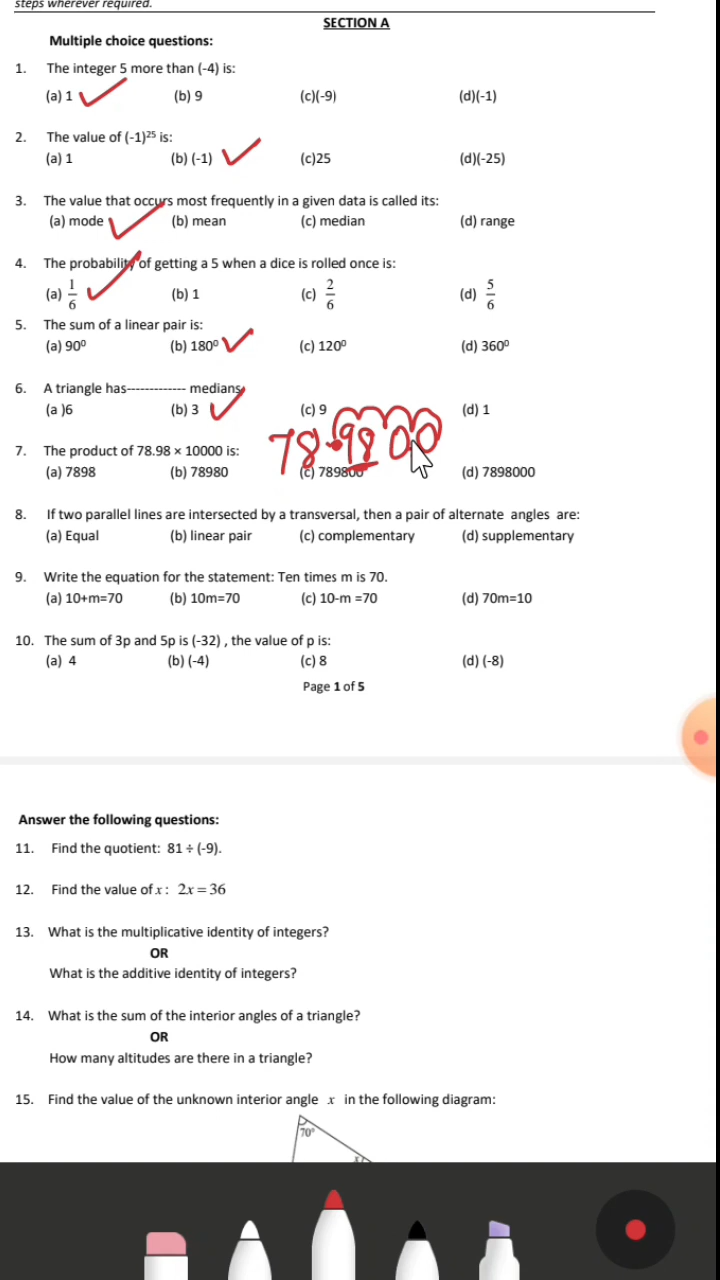 steps wherever required.
SECTION A
Multiple choice questions:
1. The integer 5 more than (-4) is:
(a) 1 (b) 9 (c)(-9) (d)(-1)
2. The value of (-1)²⁵ is:
(a) 1 (b) (-1) (c)25 (d)(-25)
3. The value that occurs most frequently in a given data is called its:
(a) mode (b) mean (c) median (d) range
4. The probability of getting a 5 when a dice is rolled once is:
(a) 1/6 (b) 1 (c) 2/6 (d) 5/6
5. The sum of a linear pair is:
(a) 90⁰ (b) 180⁰ (c) 120⁰ (d) 360⁰
6. A triangle has------------- medians
(a )6 (b) 3 (c) 9 (d) 1
78.9800
7. The product of 78.98 × 10000 is:
(a) 7898 (b) 78980 (c) 789800 (d) 7898000
8. If two parallel lines are intersected by a transversal, then a pair of alternate angles are:
(a) Equal (b) linear pair (c) complementary (d) supplementary
9. Write the equation for the statement: Ten times m is 70.
(a) 10+m=70 (b) 10m=70 (c) 10-m =70 (d) 70m=10
10. The sum of 3p and 5p is (-32) , the value of p is:
(a) 4 (b) (-4) (c) 8 (d) (-8)
Page 1 of 5
Answer the following questions:
11. Find the quotient: 81 ÷ (-9).
12. Find the value of x : 2x = 36
13. What is the multiplicative identity of integers?
OR
What is the additive identity of integers?
14. What is the sum of the interior angles of a triangle?
OR
How many altitudes are there in a triangle?
15. Find the value of the unknown interior angle x in the following diagram:
70°
x